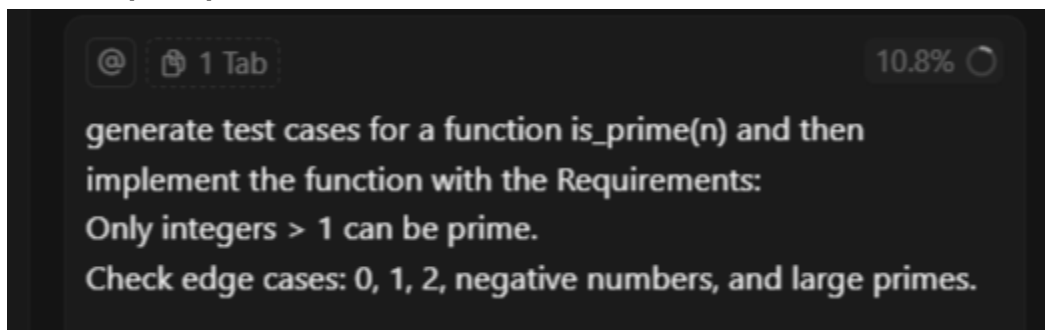 @ 1 Tab 10.8%
generate test cases for a function is_prime(n) and then
implement the function with the Requirements:
Only integers > 1 can be prime.
Check edge cases: 0, 1, 2, negative numbers, and large primes.